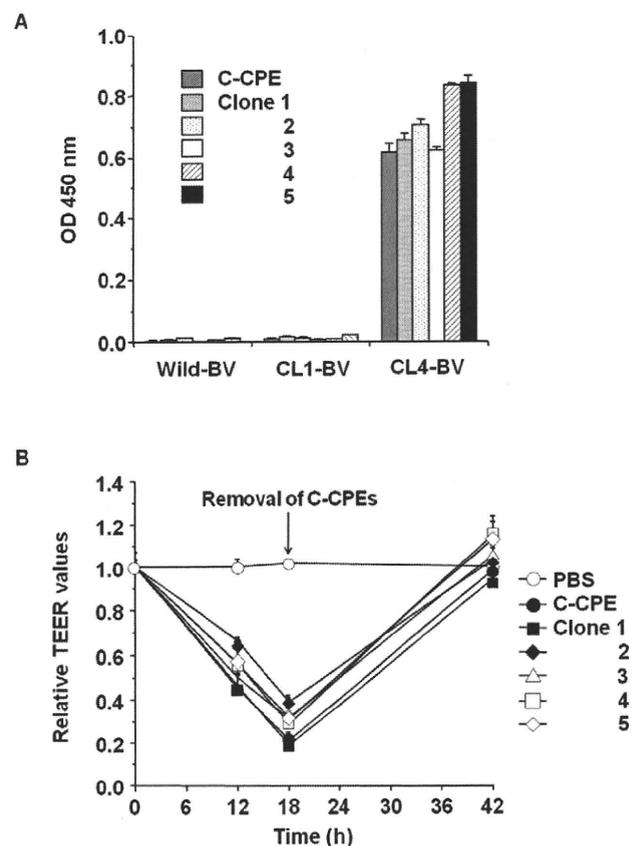 A
1.0
0.8
0.6
0.4
0.2
0.0
OD 450 nm
C-CPE
Clone 1
2
3
4
5
Wild-BV CL1-BV CL4-BV
B
1.4
1.2
1.0
0.8
0.6
0.4
0.2
0.0
Relative TEER values
Removal of C-CPEs
PBS
C-CPE
Clone 1
2
3
4
5
0 6 12 18 24 30 36 42
Time (h)